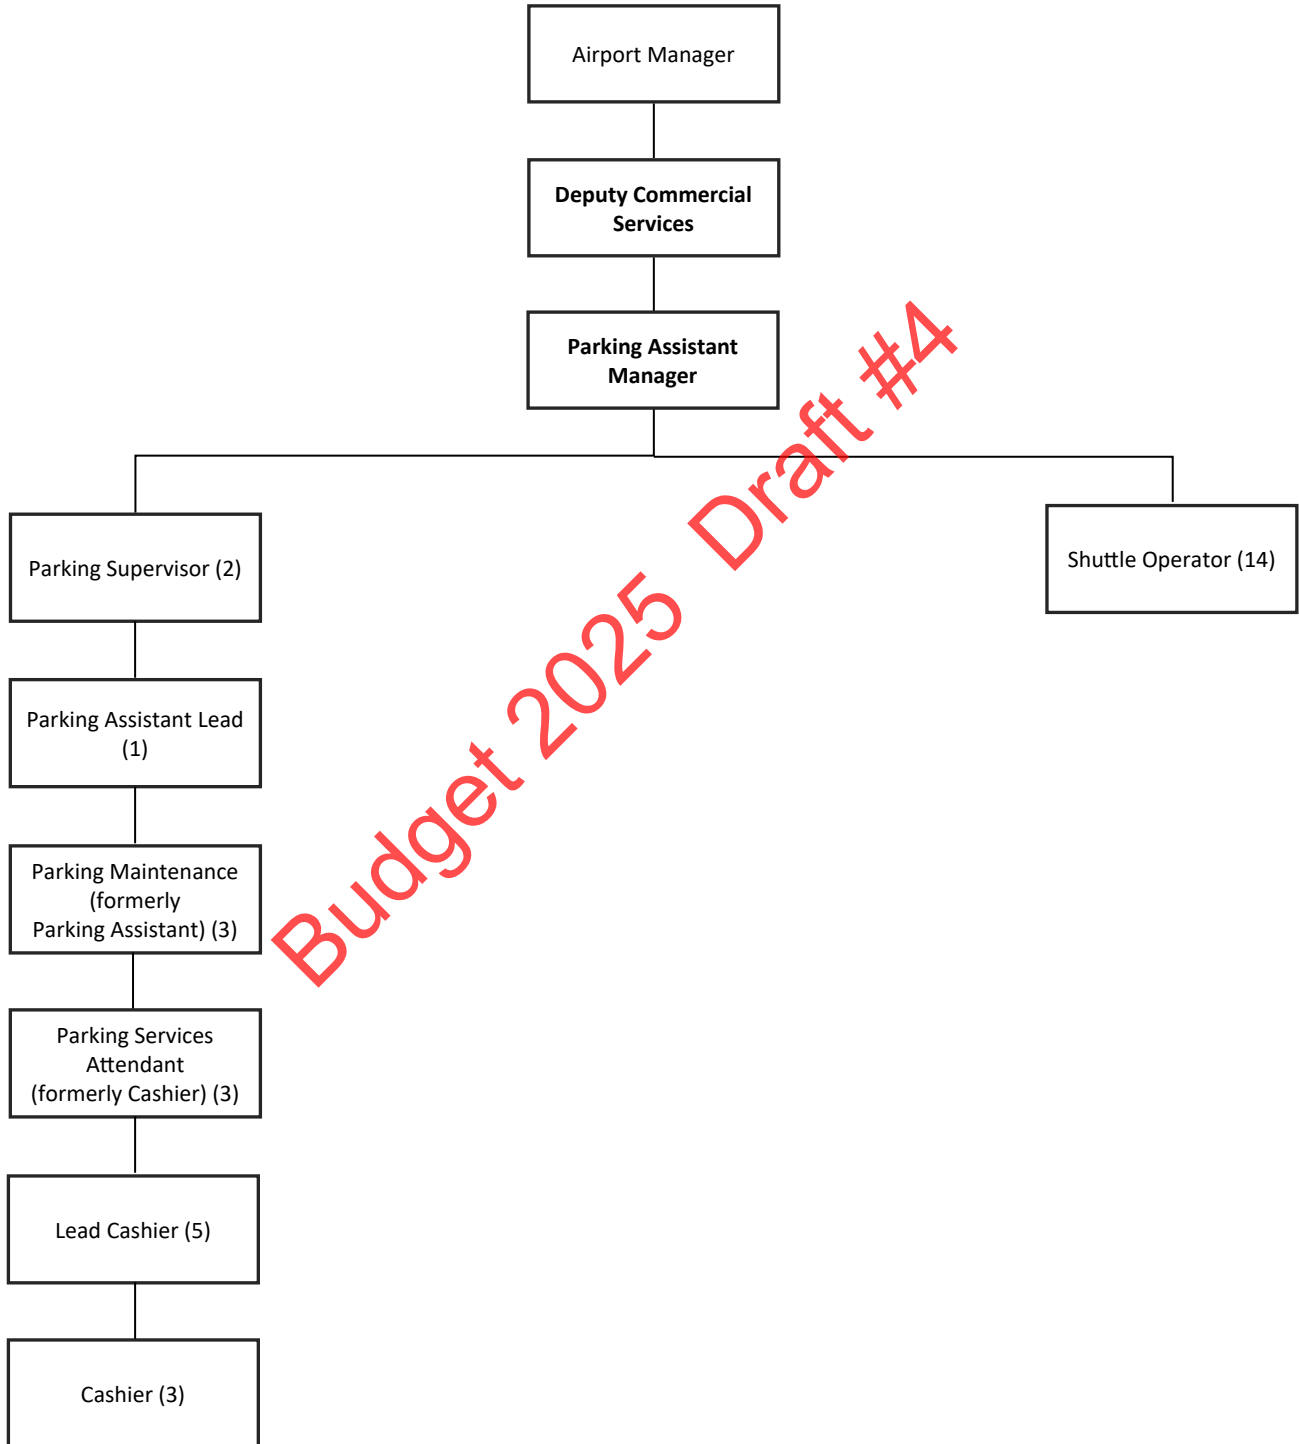 Airport Manager
Deputy Commercial
Services
Parking Assistant
Manager
Parking Supervisor (2)
Shuttle Operator (14)
Parking Assistant Lead
(1)
Parking Maintenance
(formerly
Parking Assistant) (3)
Parking Services
Attendant
(formerly Cashier) (3)
Lead Cashier (5)
Cashier (3)
Budget 2025 Draft #4